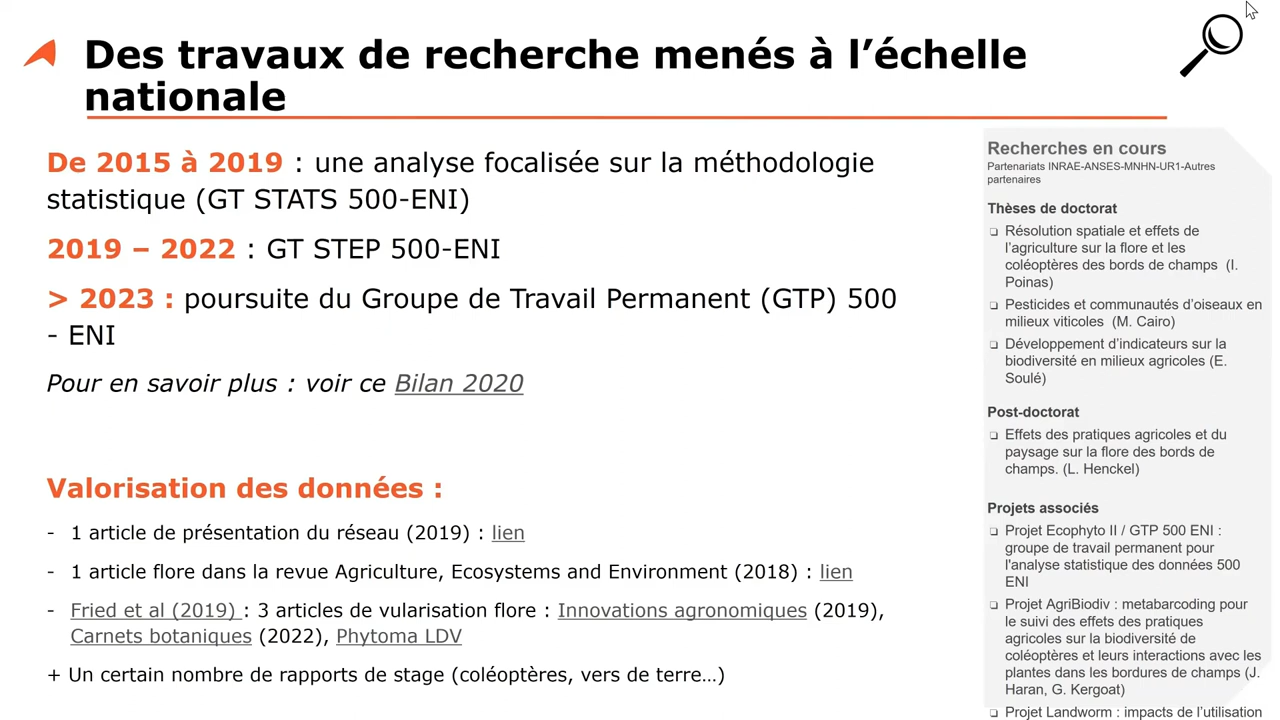 Des travaux de recherche menés à l’échelle
nationale
De 2015 à 2019 : une analyse focalisée sur la méthodologie
statistique (GT STATS 500-ENI)
2019 – 2022 : GT STEP 500-ENI
> 2023 : poursuite du Groupe de Travail Permanent (GTP) 500
- ENI
Pour en savoir plus : voir ce Bilan 2020
Valorisation des données :
- 1 article de présentation du réseau (2019) : lien
- 1 article flore dans la revue Agriculture, Ecosystems and Environment (2018) : lien
- Fried et al (2019) : 3 articles de vularisation flore : Innovations agronomiques (2019),
Carnets botaniques (2022), Phytoma LDV
+ Un certain nombre de rapports de stage (coléoptères, vers de terre…)
Recherches en cours
Partenariats INRAE-ANSES-MNHN-UR1-Autres
partenaires
Thèses de doctorat
❑ Résolution spatiale et effets de
l’agriculture sur la flore et les
coléoptères des bords de champs (I.
Poinas)
❑ Pesticides et communautés d’oiseaux en
milieux viticoles (M. Cairo)
❑ Développement d’indicateurs sur la
biodiversité en milieux agricoles (E.
Soulé)
Post-doctorat
❑ Effets des pratiques agricoles et du
paysage sur la flore des bords de
champs. (L. Henckel)
Projets associés
❑ Projet Ecophyto II / GTP 500 ENI :
groupe de travail permanent pour
l'analyse statistique des données 500
ENI
❑ Projet AgriBiodiv : metabarcoding pour
le suivi des effets des pratiques
agricoles sur la biodiversité de
coléoptères et leurs interactions avec les
plantes dans les bordures de champs (J.
Haran, G. Kergoat)
❑ Projet Landworm : impacts de l’utilisation